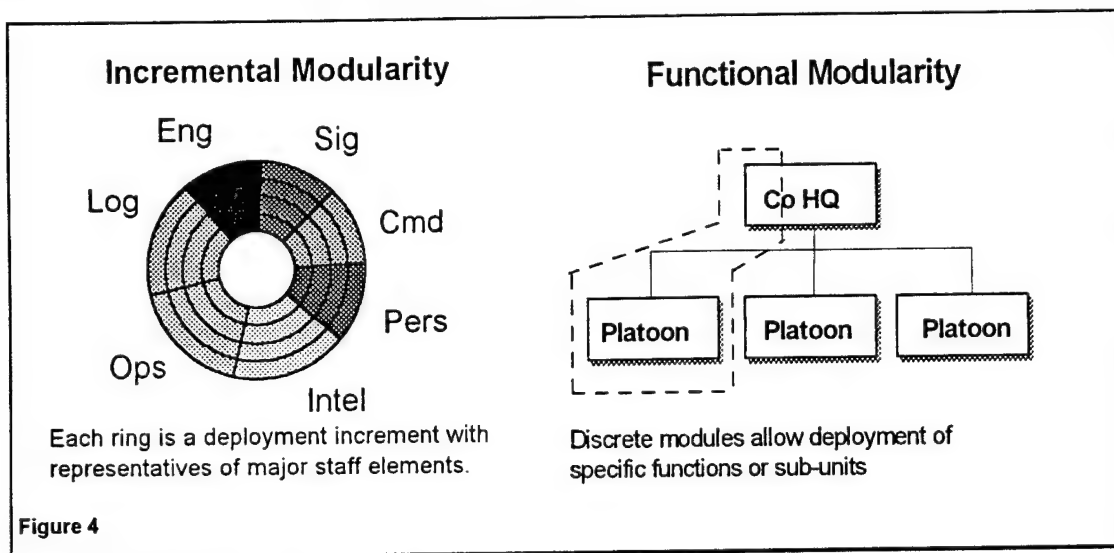 Incremental Modularity
Eng
Sig
Log
Cmd
Pers
Ops
Intel
Each ring is a deployment increment with
representatives of major staff elements.
Functional Modularity
Co HQ
Platoon
Platoon
Platoon
Discrete modules allow deployment of
specific functions or sub-units
Figure 4